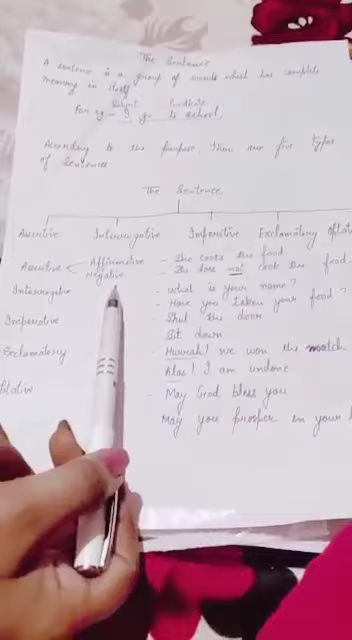 The Sentence
A sentence is a group of words which has complete
meaning in itself
Subject Predicate
For eg - I go to school.
According to the purpose, there are five types
of Sentences
The Sentence
Assertive Interrogative Imperative Exclamatory Optative
Assertive Affirmative - She cooks the food.
Negative - She does not cook the food.
Interrogative - What is your name?
- Have you taken your food?
Imperative - Shut the door
Sit down
Exclamatory - Hurrah! we won the match
Alas! I am undone
Optative - May God bless you
May you prosper in your